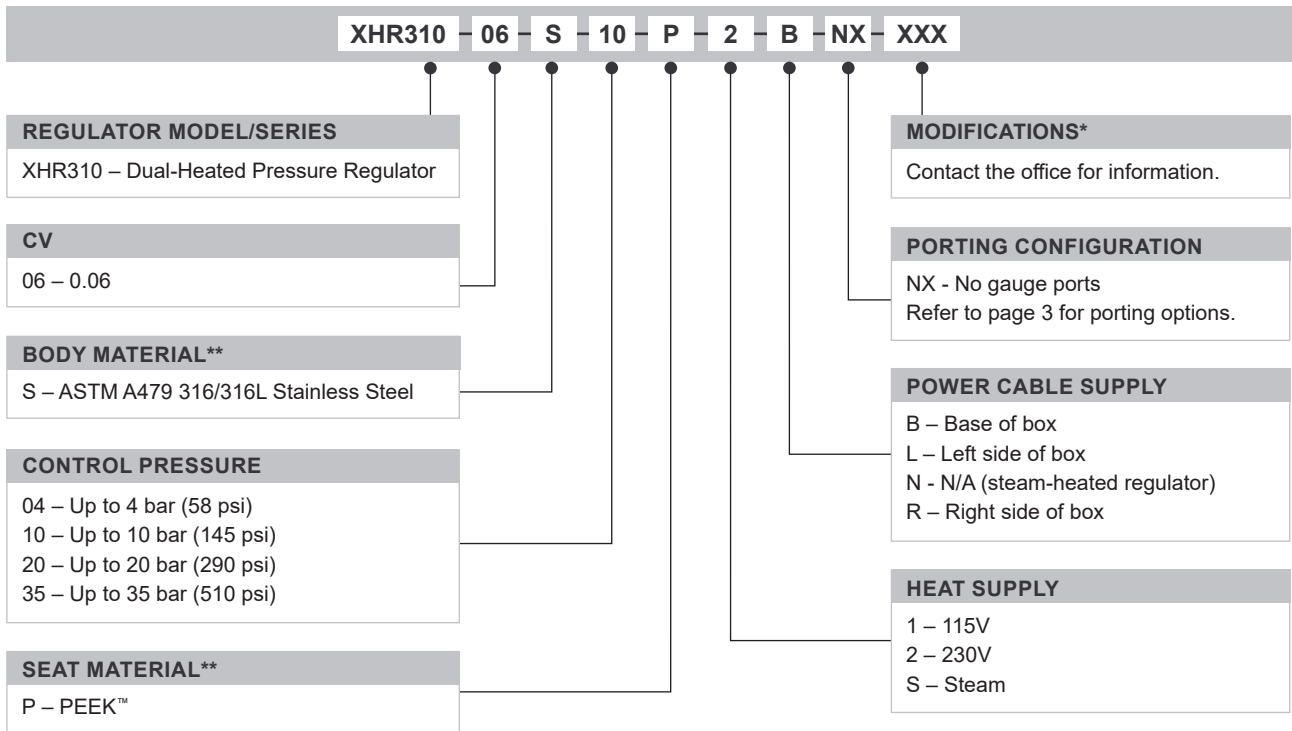 XHR310 – 06 – S – 10 – P – 2 – B – NX – XXX
REGULATOR MODEL/SERIES
XHR310 – Dual-Heated Pressure Regulator
CV
06 – 0.06
BODY MATERIAL**
S – ASTM A479 316/316L Stainless Steel
CONTROL PRESSURE
04 – Up to 4 bar (58 psi)
10 – Up to 10 bar (145 psi)
20 – Up to 20 bar (290 psi)
35 – Up to 35 bar (510 psi)
SEAT MATERIAL**
P – PEEK™
MODIFICATIONS*
Contact the office for information.
PORTING CONFIGURATION
NX - No gauge ports
Refer to page 3 for porting options.
POWER CABLE SUPPLY
B – Base of box
L – Left side of box
N - N/A (steam-heated regulator)
R – Right side of box
HEAT SUPPLY
1 – 115V
2 – 230V
S – Steam